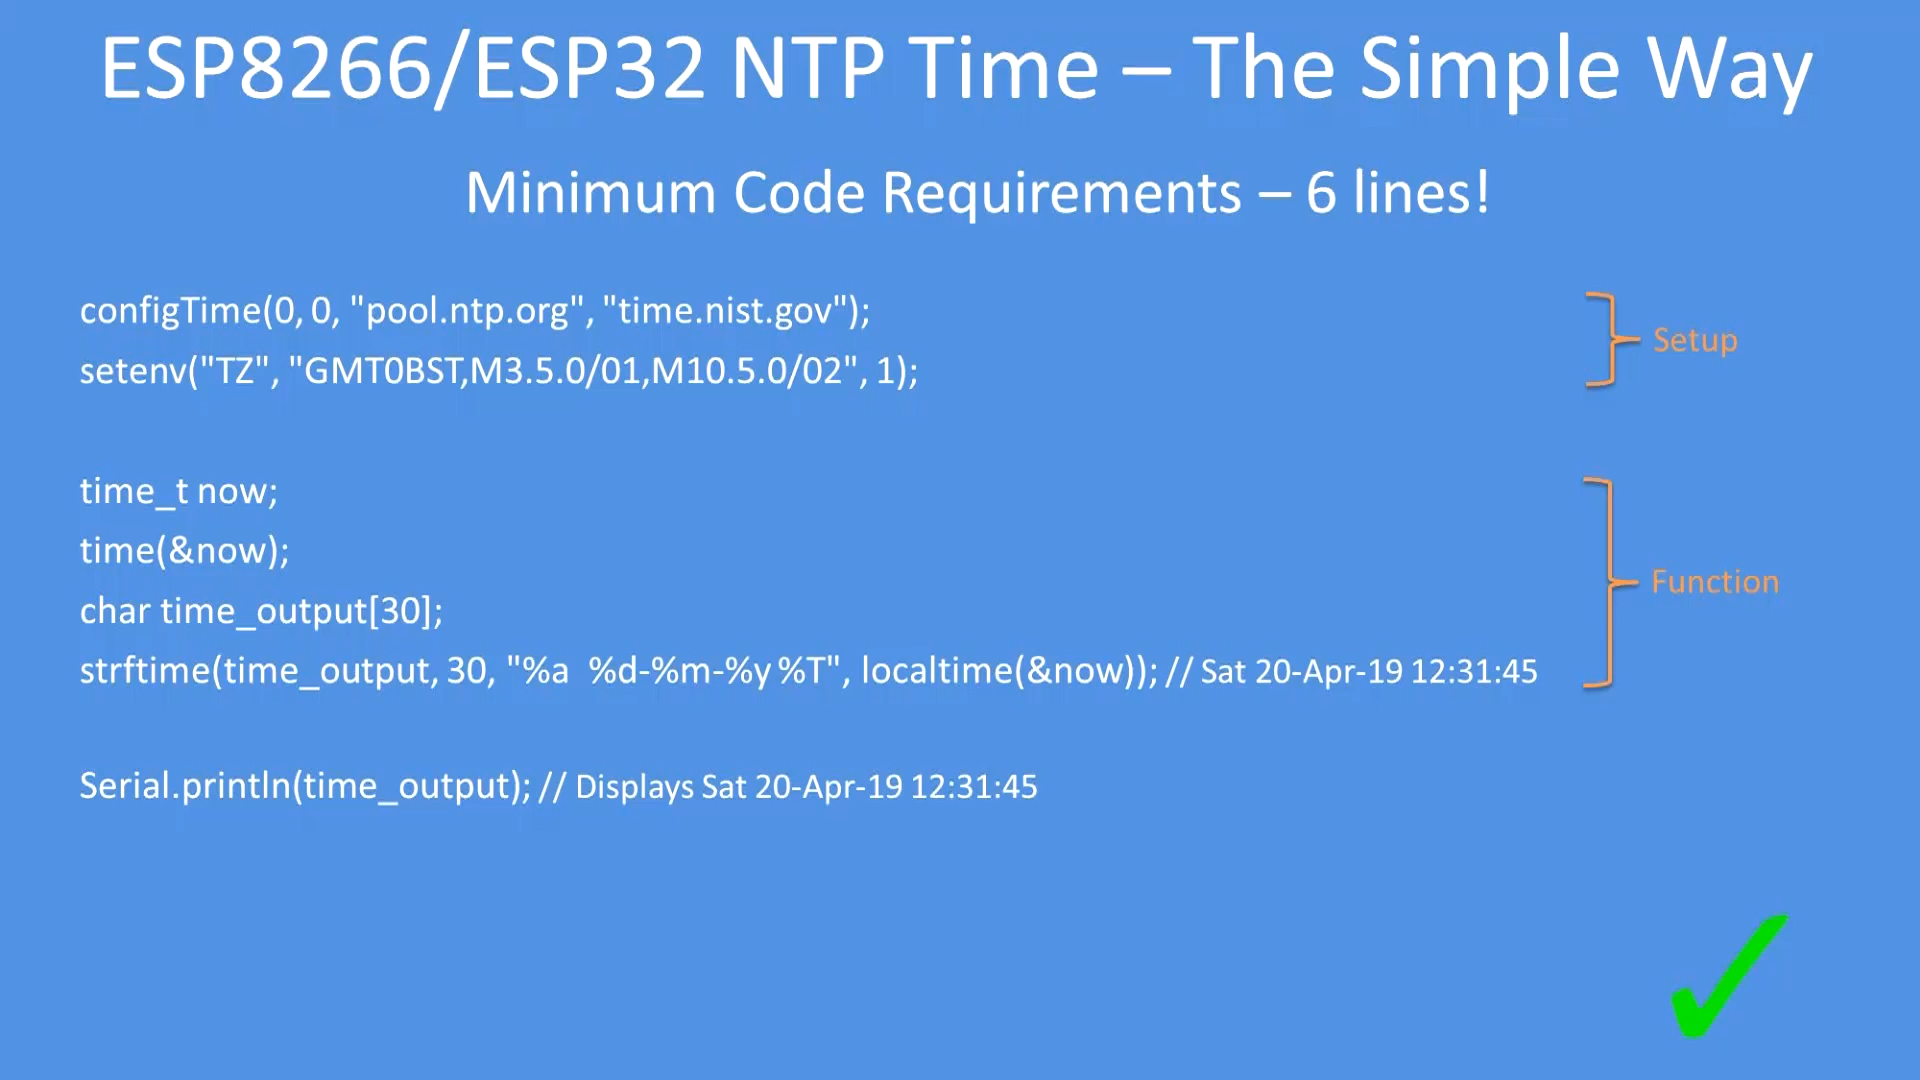 ESP8266/ESP32 NTP Time – The Simple Way
Minimum Code Requirements – 6 lines!
configTime(0, 0, "pool.ntp.org", "time.nist.gov");
setenv("TZ", "GMT0BST,M3.5.0/01,M10.5.0/02", 1);
Setup
time_t now;
time(&now);
char time_output[30];
strftime(time_output, 30, "%a  %d-%m-%y %T", localtime(&now)); // Sat 20-Apr-19 12:31:45
Function
Serial.println(time_output); // Displays Sat 20-Apr-19 12:31:45